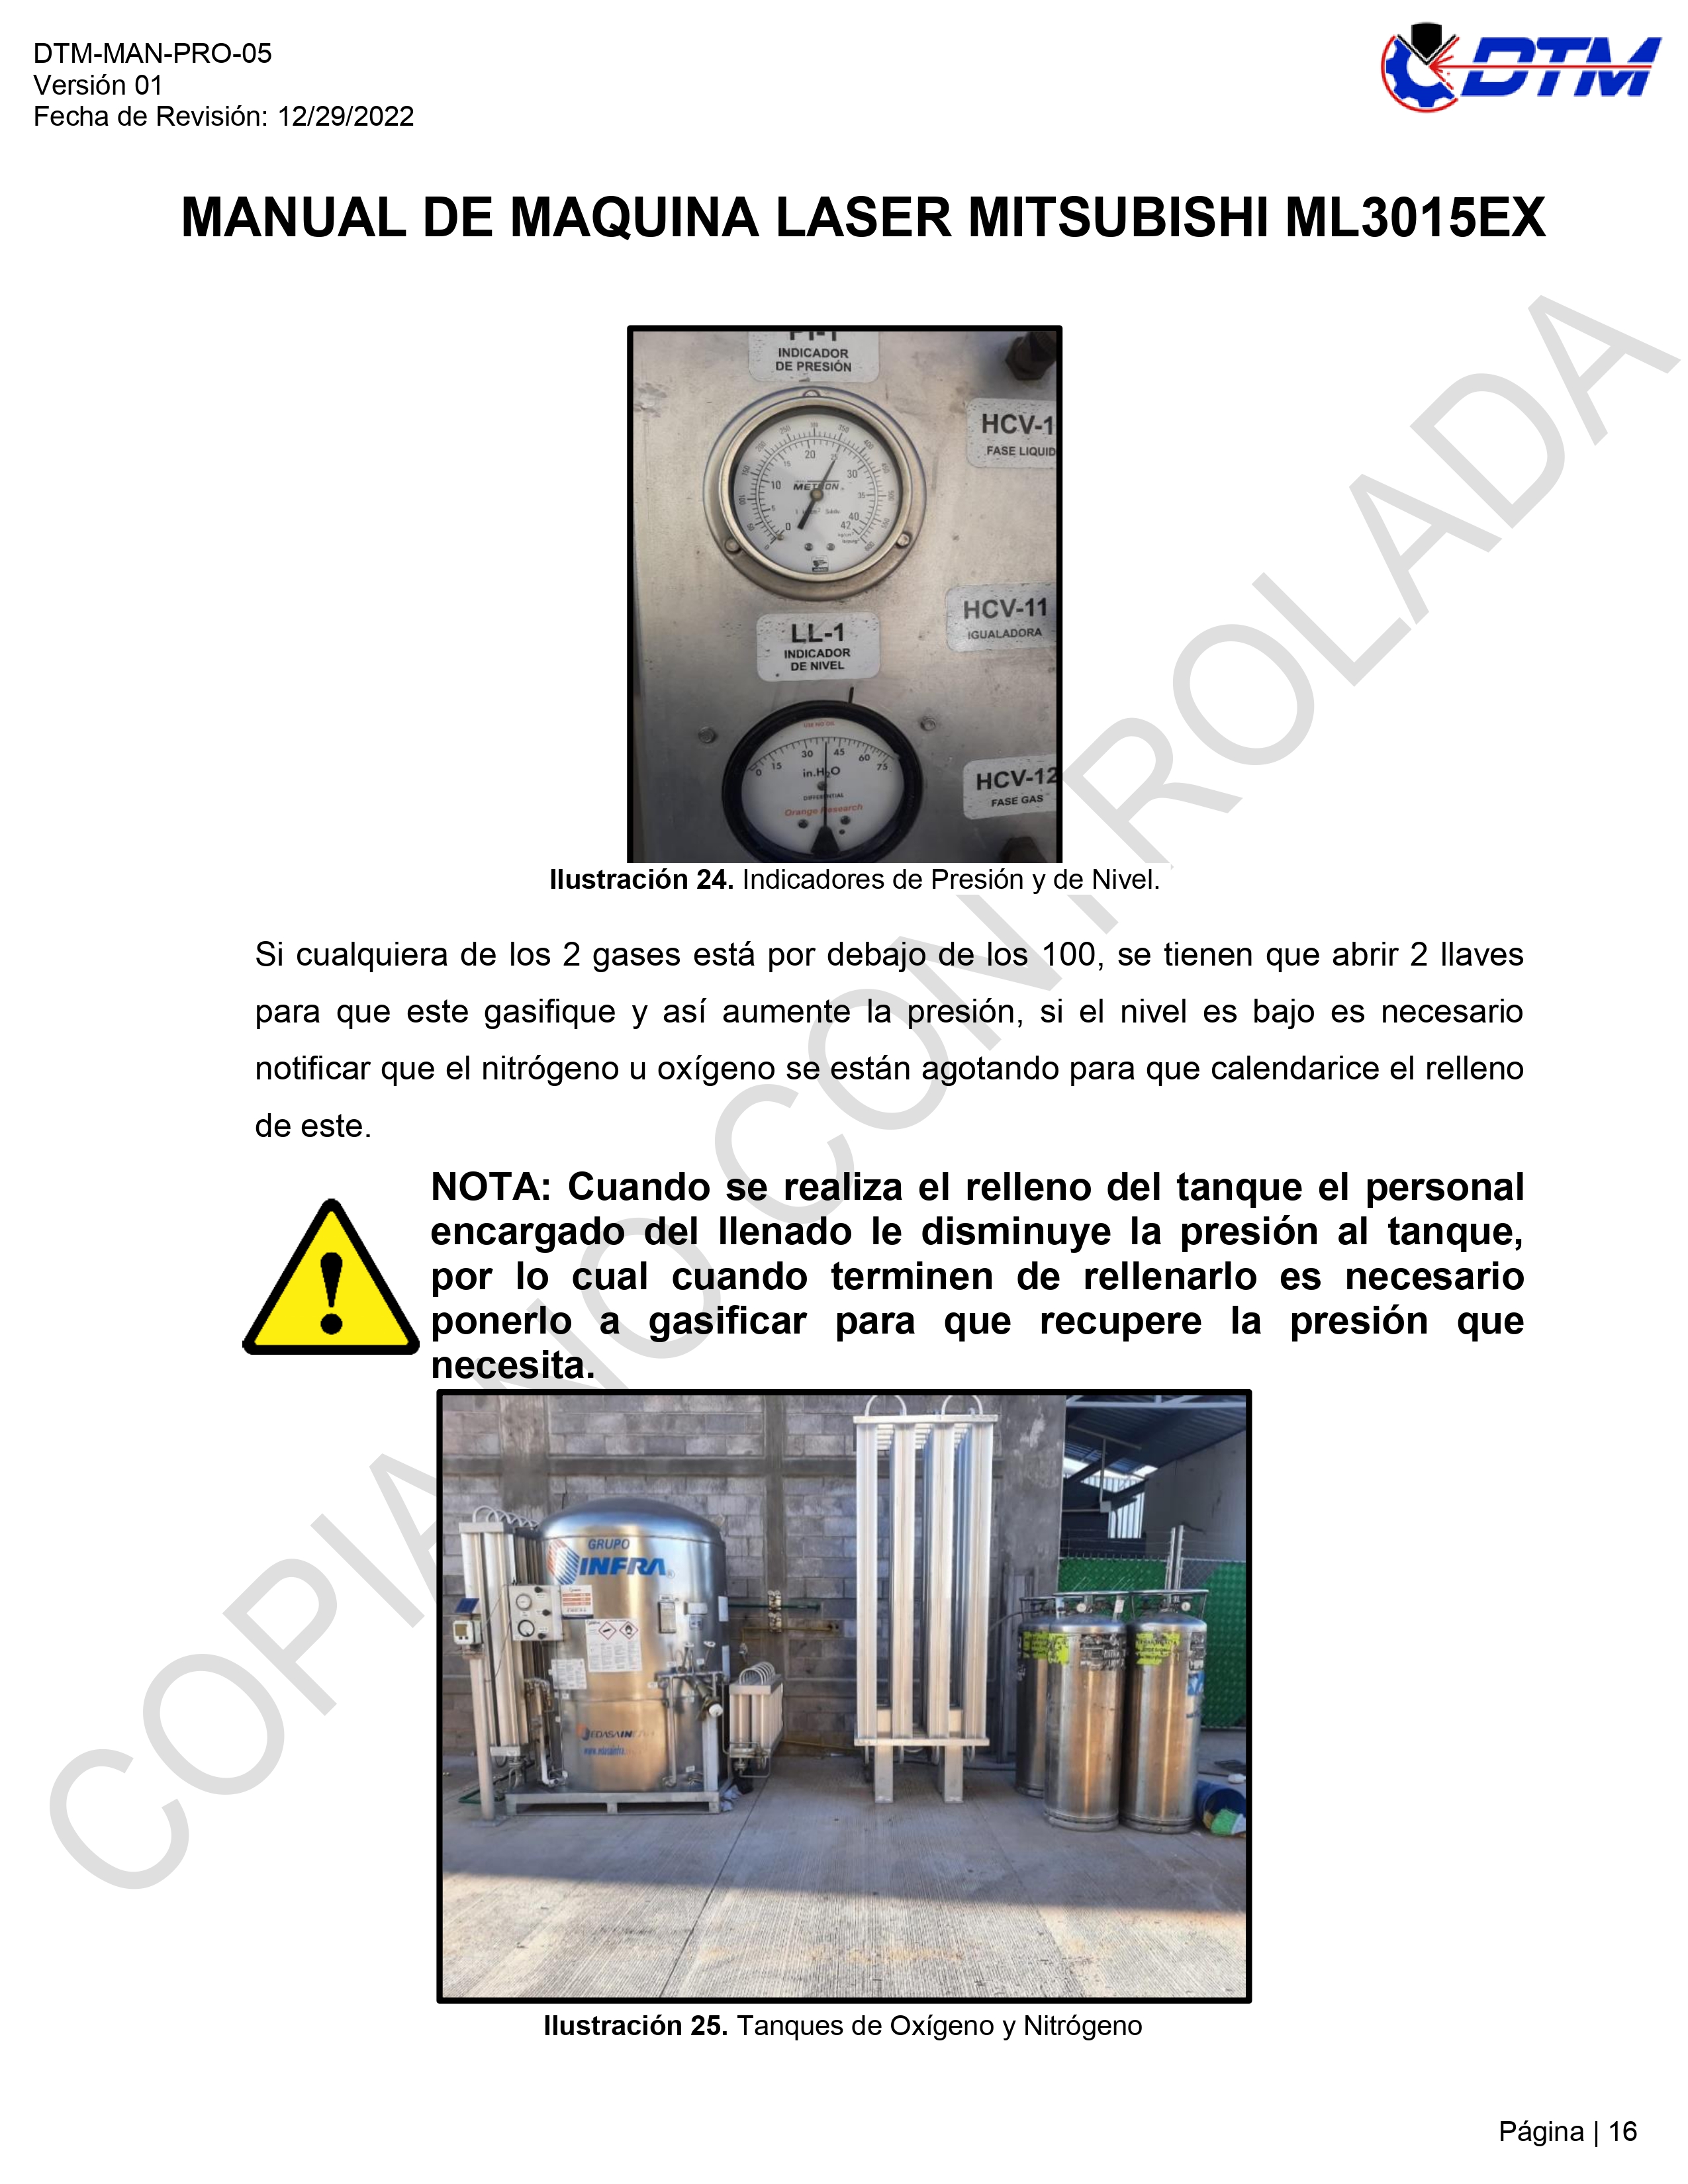 DTM-MAN-PRO-05
Versión 01
Fecha de Revisión: 12/29/2022
DTM
MANUAL DE MAQUINA LASER MITSUBISHI ML3015EX
INDICADOR
DE PRESIÓN
HCV-1
FASE LIQUID
LL-1
INDICADOR
DE NIVEL
HCV-11
IGUALADORA
0 15 30 45 60 75
in.H2O
DIFFERENTIAL
Orange Research
HCV-12
FASE GAS
Ilustración 24. Indicadores de Presión y de Nivel.
Si cualquiera de los 2 gases está por debajo de los 100, se tienen que abrir 2 llaves
para que este gasifique y así aumente la presión, si el nivel es bajo es necesario
notificar que el nitrógeno u oxígeno se están agotando para que calendarice el relleno
de este.
NOTA: Cuando se realiza el relleno del tanque el personal
encargado del llenado le disminuye la presión al tanque,
por lo cual cuando terminen de rellenarlo es necesario
ponerlo a gasificar para que recupere la presión que
necesita.
GRUPO
INFRA
Ilustración 25. Tanques de Oxígeno y Nitrógeno
COPIA NO CONTROLADA
Página | 16